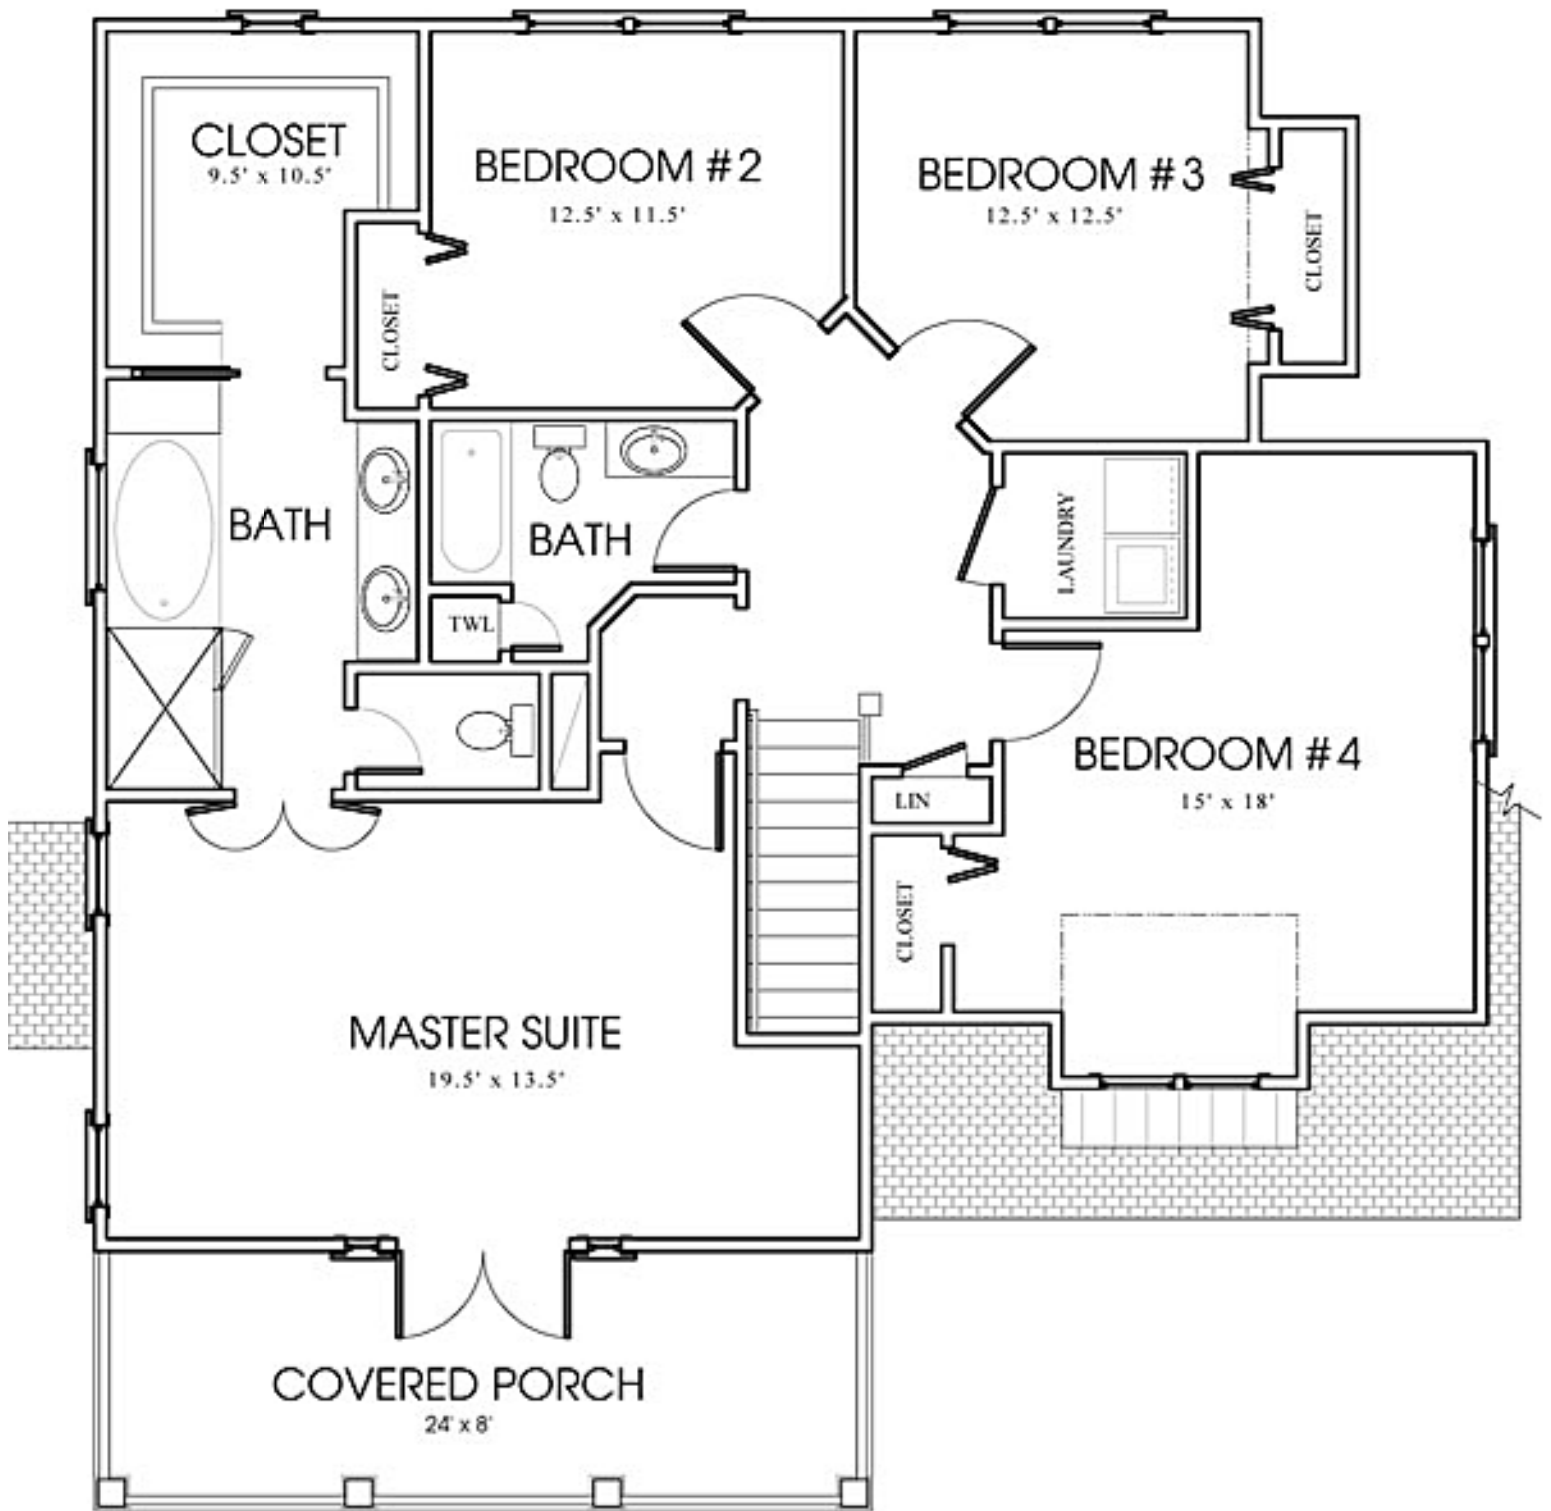 CLOSET
9.5' x 10.5'
BEDROOM #2
12.5' x 11.5'
BEDROOM #3
12.5' x 12.5'
CLOSET
CLOSET
BATH
BATH
LAUNDRY
TWL
BEDROOM #4
15' x 18'
LIN
CLOSET
MASTER SUITE
19.5' x 13.5'
COVERED PORCH
24' x 8'